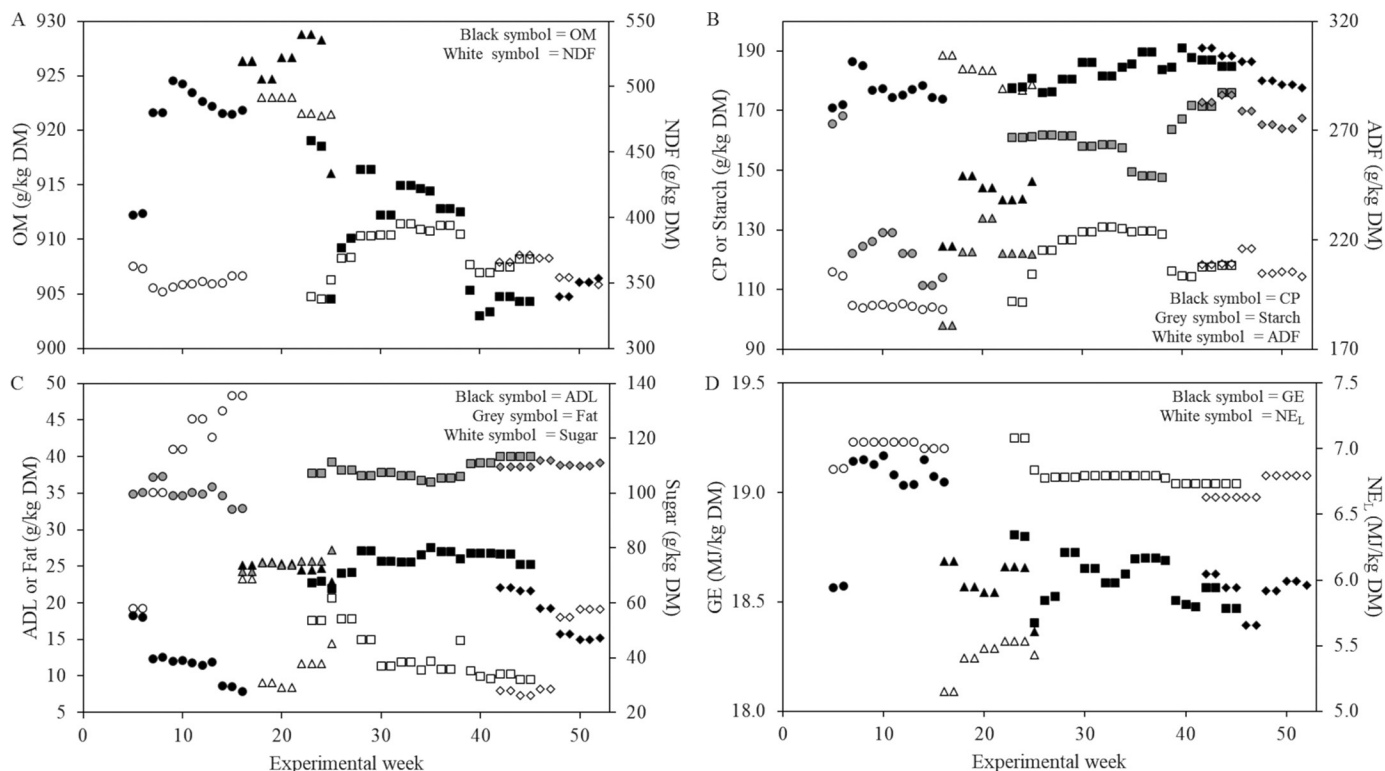 A
930
925
920
915
910
905
900
OM (g/kg DM)
550
500
450
400
350
300
NDF (g/kg DM)
Black symbol = OM
White symbol = NDF
B
190
170
150
130
110
90
CP or Starch (g/kg DM)
320
270
220
170
ADF (g/kg DM)
Black symbol = CP
Grey symbol = Starch
White symbol = ADF
C
50
45
40
35
30
25
20
15
10
5
ADL or Fat (g/kg DM)
140
120
100
80
60
40
20
Sugar (g/kg DM)
Black symbol = ADL
Grey symbol = Fat
White symbol = Sugar
0 10 20 30 40 50
Experimental week
D
19.5
19.0
18.5
18.0
GE (MJ/kg DM)
7.5
7.0
6.5
6.0
5.5
5.0
NEL (MJ/kg DM)
Black symbol = GE
White symbol = NEL
0 10 20 30 40 50
Experimental week